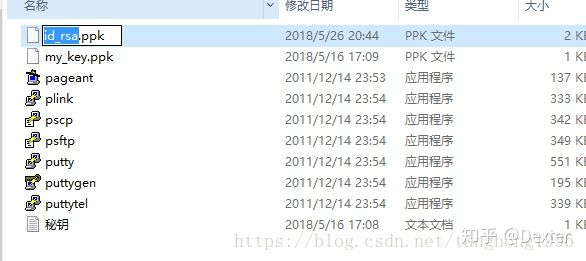 名称 修改日期 类型 大小
id_rsa.ppk 2018/5/26 20:44 PPK 文件 2 K
my_key.ppk 2018/5/16 17:09 PPK 文件 1 K
pageant 2011/12/14 23:53 应用程序 137 K
plink 2011/12/14 23:54 应用程序 333 K
pscp 2011/12/14 23:54 应用程序 342 K
psftp 2011/12/14 23:54 应用程序 349 K
putty 2011/12/14 23:54 应用程序 551 K
puttygen 2011/12/14 23:54 应用程序 195 K
puttytel 2011/12/14 23:54 应用程序 339 K
秘钥 2018/5/16 17:08 文本文档 1 K
知乎 @Dexter